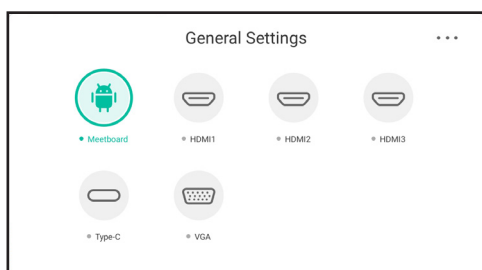 General Settings
Meetboard
HDMI1
HDMI2
HDMI3
Type-C
VGA